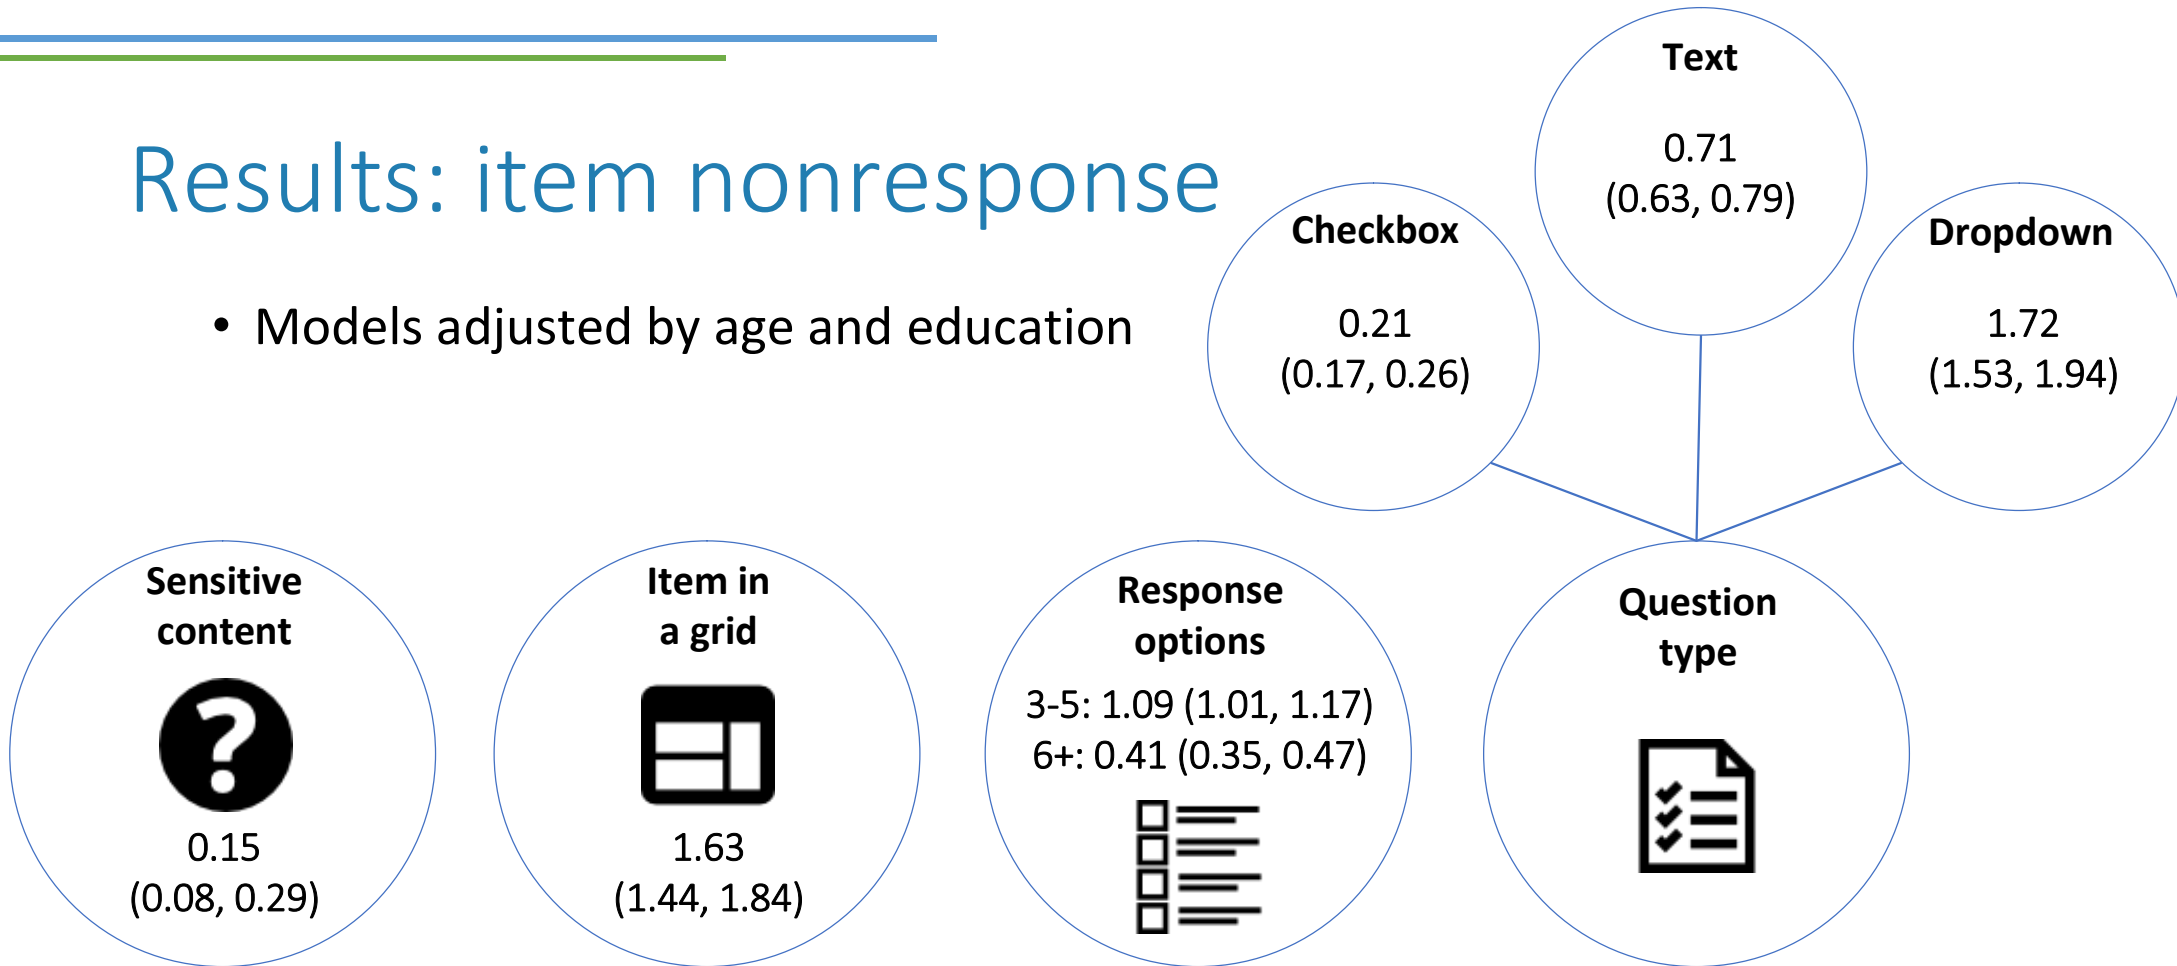 Results: item nonresponse
• Models adjusted by age and education
Checkbox
0.21
(0.17, 0.26)
Text
0.71
(0.63, 0.79)
Dropdown
1.72
(1.53, 1.94)
Sensitive
content
?
0.15
(0.08, 0.29)
Item in
a grid
1.63
(1.44, 1.84)
Response
options
3-5: 1.09 (1.01, 1.17)
6+: 0.41 (0.35, 0.47)
Question
type